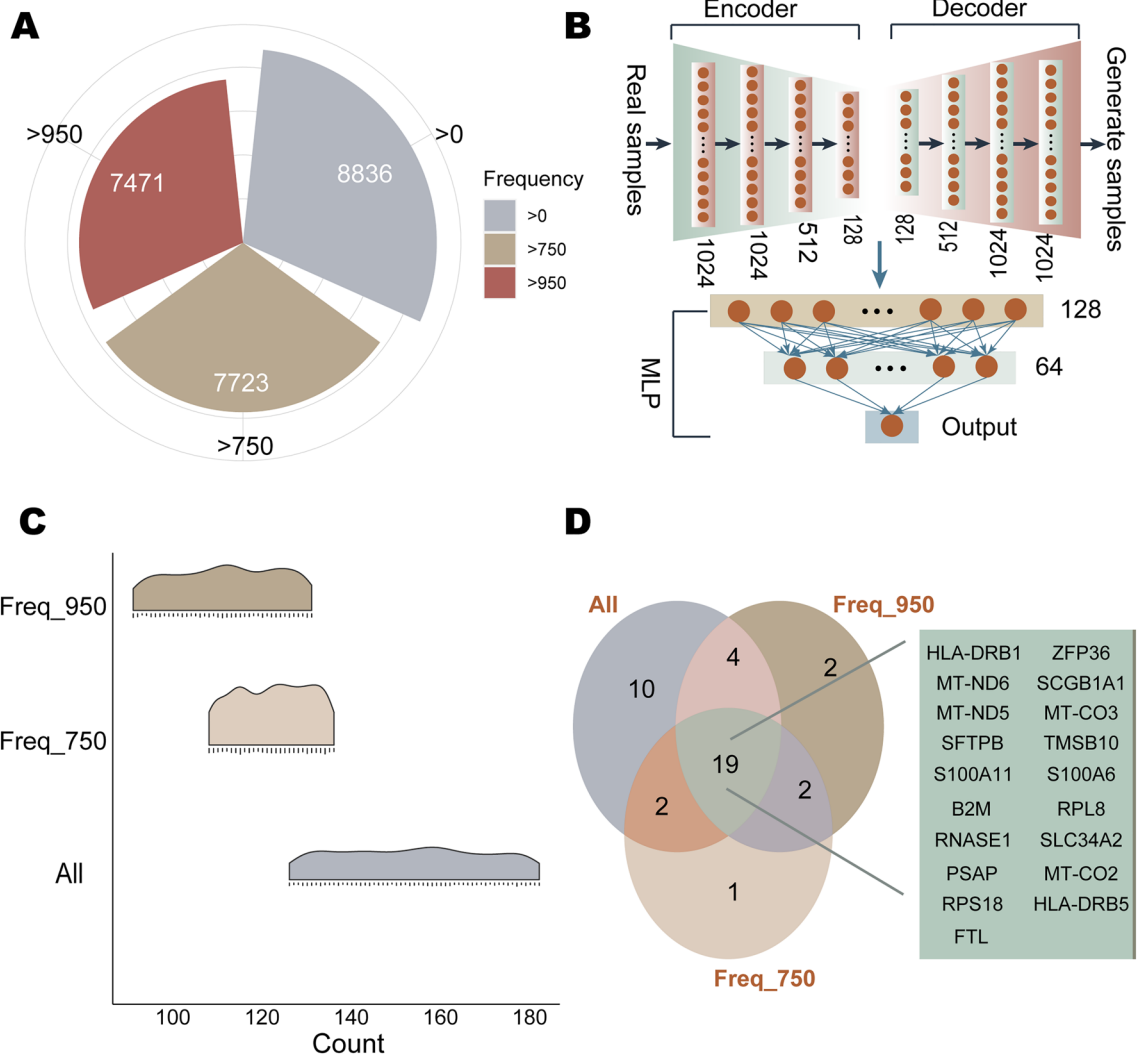 A
>950
>0
7471
8836
7723
>750
Frequency
>0
>750
>950
B
Encoder
Decoder
Real samples
Generate samples
1024
1024
512
128
128
512
1024
1024
128
64
MLP
Output
C
Freq_950
Freq_750
All
100 120 140 160 180
Count
D
All
Freq_950
4
2
10
19
2
2
1
Freq_750
HLA-DRB1 ZFP36
MT-ND6 SCGB1A1
MT-ND5 MT-CO3
SFTPB TMSB10
S100A11 S100A6
B2M RPL8
RNASE1 SLC34A2
PSAP MT-CO2
RPS18 HLA-DRB5
FTL